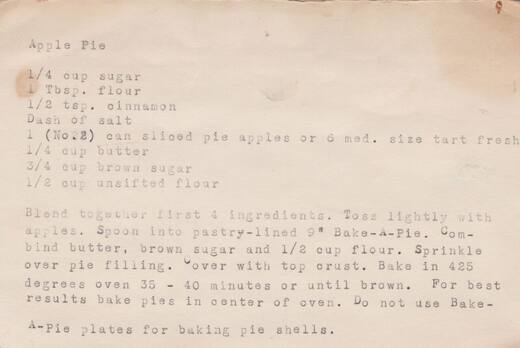 Apple Pie
1/4 cup sugar
1 Tbsp. flour
1/2 tsp. cinnamon
Dash of salt
1 (No.2) can sliced pie apples or 6 med. size tart fresh
1/4 cup butter
3/4 cup brown sugar
1/2 cup unsifted flour
Blend together first 4 ingredients. Toss lightly with
apples. Spoon into pastry-lined 9" Bake-A-Pie. Com-
bind butter, brown sugar and 1/2 cup flour. Sprinkle
over pie filling. Cover with top crust. Bake in 425
degrees oven 35 - 40 minutes or until brown. For best
results bake pies in center of oven. Do not use Bake-
A-Pie plates for baking pie shells.